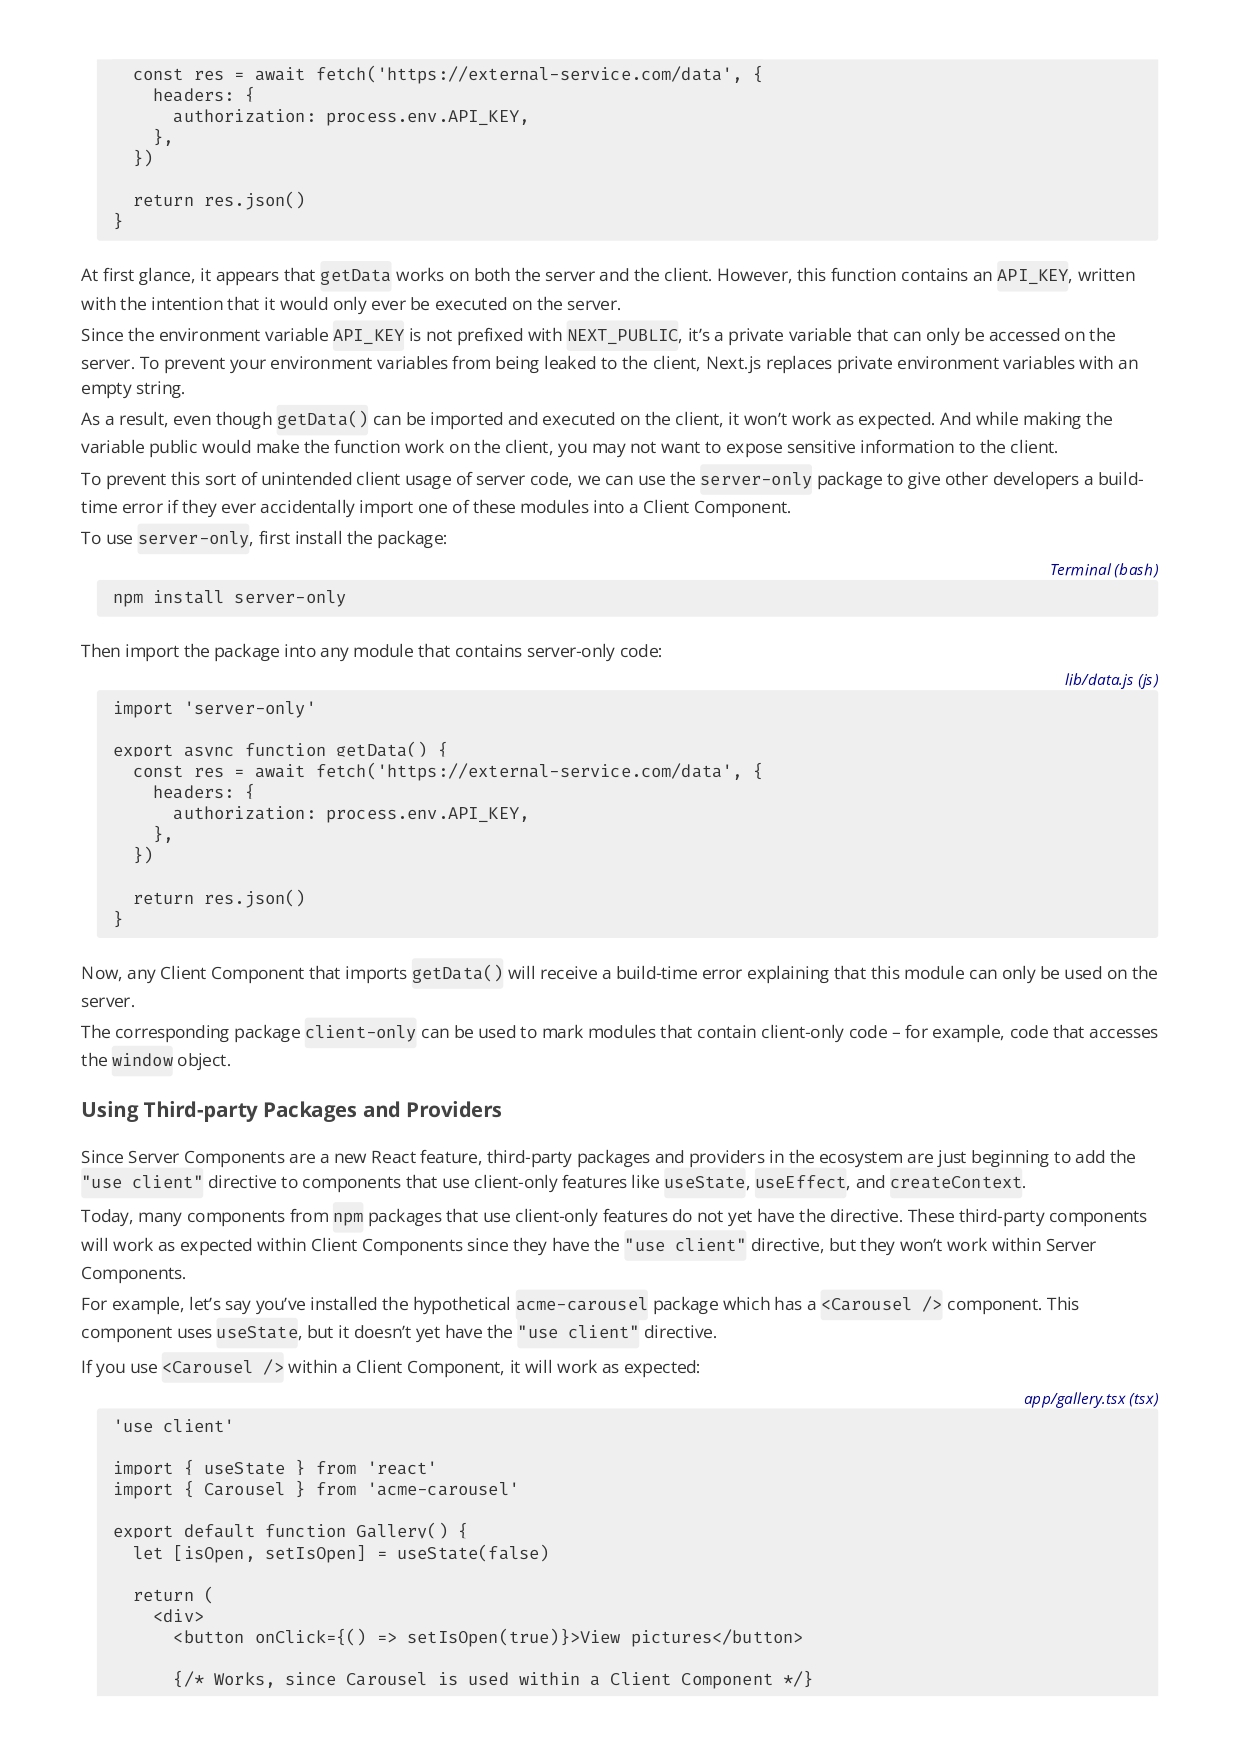 const res = await fetch('https://external-service.com/data', {
    headers: {
      authorization: process.env.API_KEY,
    },
  })

  return res.json()
}
At first glance, it appears that getData works on both the server and the client. However, this function contains an API_KEY, written
with the intention that it would only ever be executed on the server.
Since the environment variable API_KEY is not prefixed with NEXT_PUBLIC, it’s a private variable that can only be accessed on the
server. To prevent your environment variables from being leaked to the client, Next.js replaces private environment variables with an
empty string.
As a result, even though getData() can be imported and executed on the client, it won’t work as expected. And while making the
variable public would make the function work on the client, you may not want to expose sensitive information to the client.
To prevent this sort of unintended client usage of server code, we can use the server-only package to give other developers a build-
time error if they ever accidentally import one of these modules into a Client Component.
To use server-only, first install the package:
Terminal (bash)
npm install server-only
Then import the package into any module that contains server-only code:
lib/data.js (js)
import 'server-only'

export async function getData() {
  const res = await fetch('https://external-service.com/data', {
    headers: {
      authorization: process.env.API_KEY,
    },
  })

  return res.json()
}
Now, any Client Component that imports getData() will receive a build-time error explaining that this module can only be used on the
server.
The corresponding package client-only can be used to mark modules that contain client-only code – for example, code that accesses
the window object.
Using Third-party Packages and Providers
Since Server Components are a new React feature, third-party packages and providers in the ecosystem are just beginning to add the
"use client" directive to components that use client-only features like useState, useEffect, and createContext.
Today, many components from npm packages that use client-only features do not yet have the directive. These third-party components
will work as expected within Client Components since they have the "use client" directive, but they won’t work within Server
Components.
For example, let’s say you’ve installed the hypothetical acme-carousel package which has a <Carousel /> component. This
component uses useState, but it doesn’t yet have the "use client" directive.
If you use <Carousel /> within a Client Component, it will work as expected:
app/gallery.tsx (tsx)
'use client'

import { useState } from 'react'
import { Carousel } from 'acme-carousel'

export default function Gallery() {
  let [isOpen, setIsOpen] = useState(false)

  return (
    <div>
      <button onClick={() => setIsOpen(true)}>View pictures</button>

      {/* Works, since Carousel is used within a Client Component */}